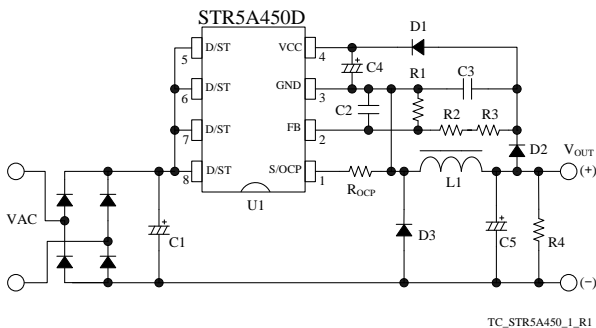 STR5A450D
D1
5
D/ST
VCC
4
C4
R1
C3
6
D/ST
GND
3
C2
R2
R3
7
D/ST
FB
2
D2
V_OUT
8
D/ST
S/OCP
1
R_OCP
L1
(+)
VAC
U1
C1
D3
C5
R4
(-)
TC_STR5A450_1_R1